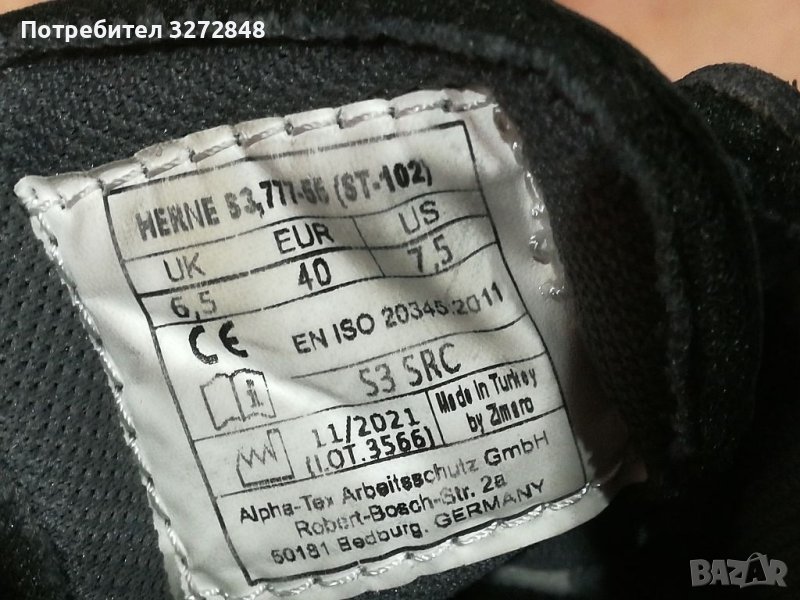 Потребител 3272848
HERNE S3,777-56 (ST-102)
UK EUR US
6,5 40 7,5
CE EN ISO 20345:2011
i S3 SRC
11/2021 Made In Turkey
(LOT.3566) by Zimara
Alpha-Tex Arbeitsschutz GmbH
Robert-Bosch-Str. 2a
50181 Bedburg. GERMANY
BAZAR